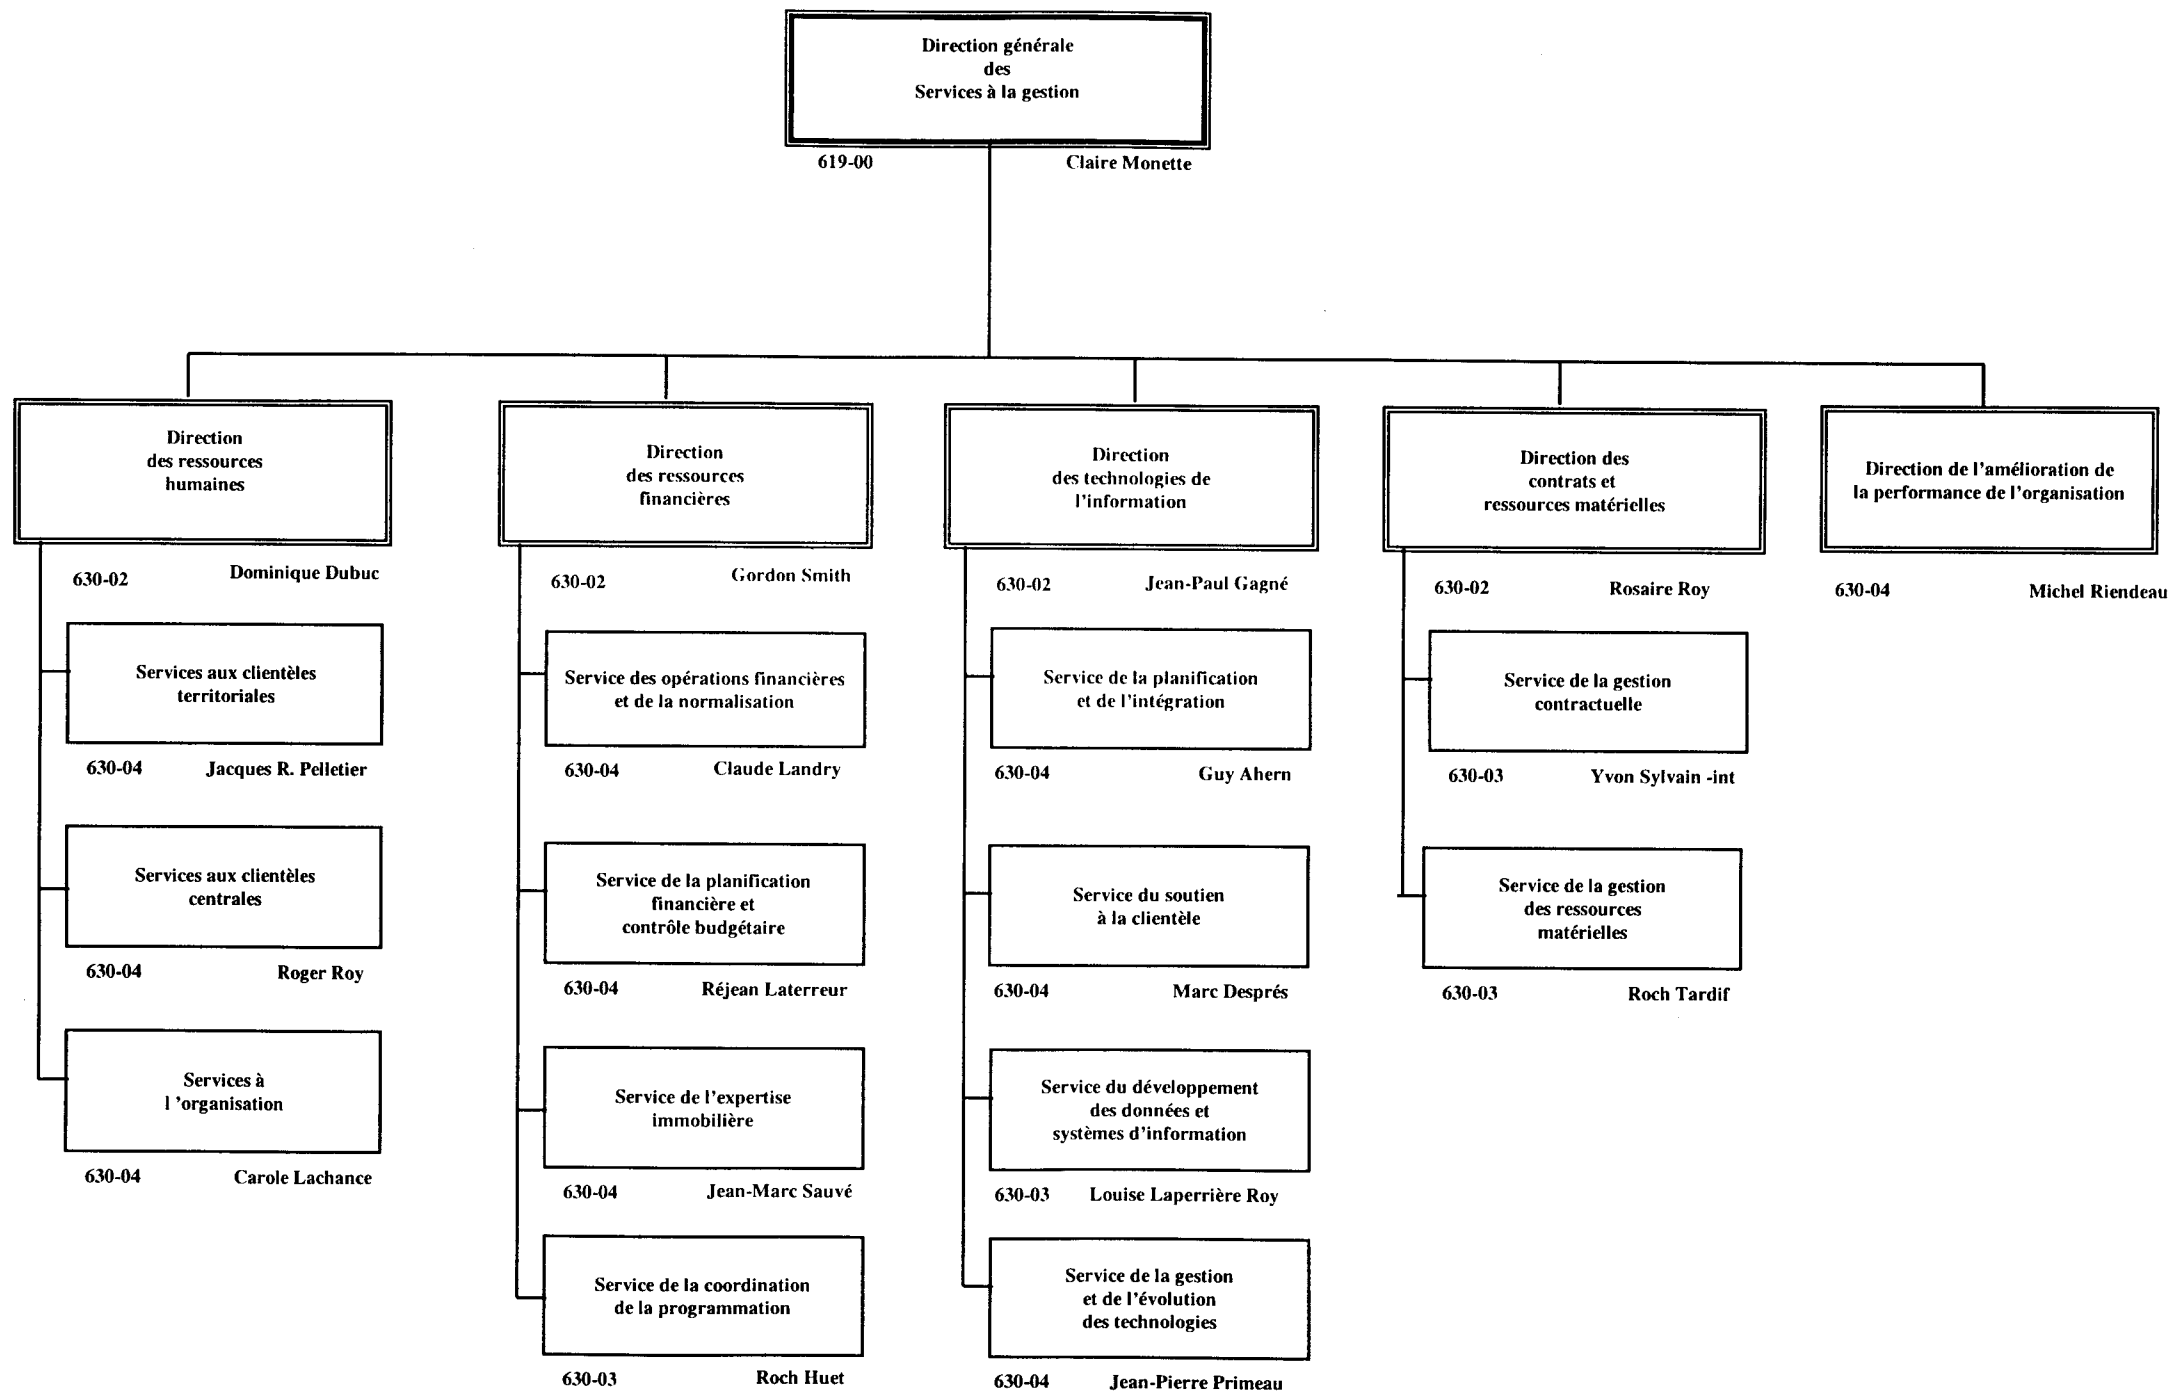 Direction générale
des
Services à la gestion
619-00 Claire Monette
Direction
des ressources
humaines
630-02 Dominique Dubuc
Services aux clientèles
territoriales
630-04 Jacques R. Pelletier
Services aux clientèles
centrales
630-04 Roger Roy
Services à
l 'organisation
630-04 Carole Lachance
Direction
des ressources
financières
630-02 Gordon Smith
Service des opérations financières
et de la normalisation
630-04 Claude Landry
Service de la planification
financière et
contrôle budgétaire
630-04 Réjean Laterreur
Service de l'expertise
immobilière
630-04 Jean-Marc Sauvé
Service de la coordination
de la programmation
630-03 Roch Huet
Direction
des technologies de
l'information
630-02 Jean-Paul Gagné
Service de la planification
et de l'intégration
630-04 Guy Ahern
Service du soutien
à la clientèle
630-04 Marc Després
Service du développement
des données et
systèmes d'information
630-03 Louise Laperrière Roy
Service de la gestion
et de l'évolution
des technologies
630-04 Jean-Pierre Primeau
Direction des
contrats et
ressources matérielles
630-02 Rosaire Roy
Service de la gestion
contractuelle
630-03 Yvon Sylvain -int
Service de la gestion
des ressources
matérielles
630-03 Roch Tardif
Direction de l'amélioration de
la performance de l'organisation
630-04 Michel Riendeau